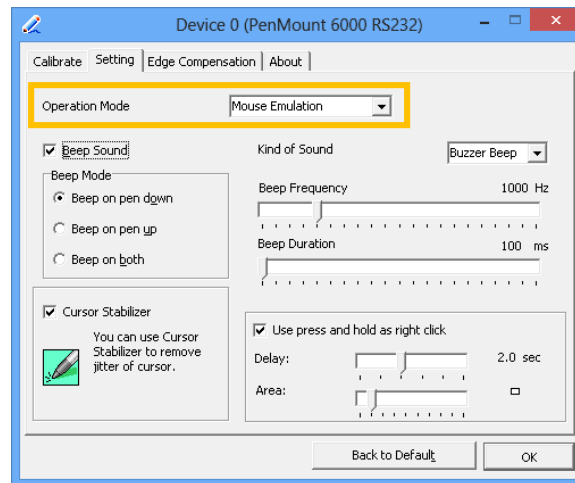 Device 0 (PenMount 6000 RS232)
Calibrate Setting Edge Compensation About
Operation Mode Mouse Emulation
Beep Sound
Kind of Sound Buzzer Beep
Beep Mode
Beep on pen down
Beep on pen up
Beep on both
Beep Frequency 1000 Hz
Beep Duration 100 ms
Cursor Stabilizer
You can use Cursor
Stabilizer to remove
jitter of cursor.
Use press and hold as right click
Delay: 2.0 sec
Area:
Back to Default OK